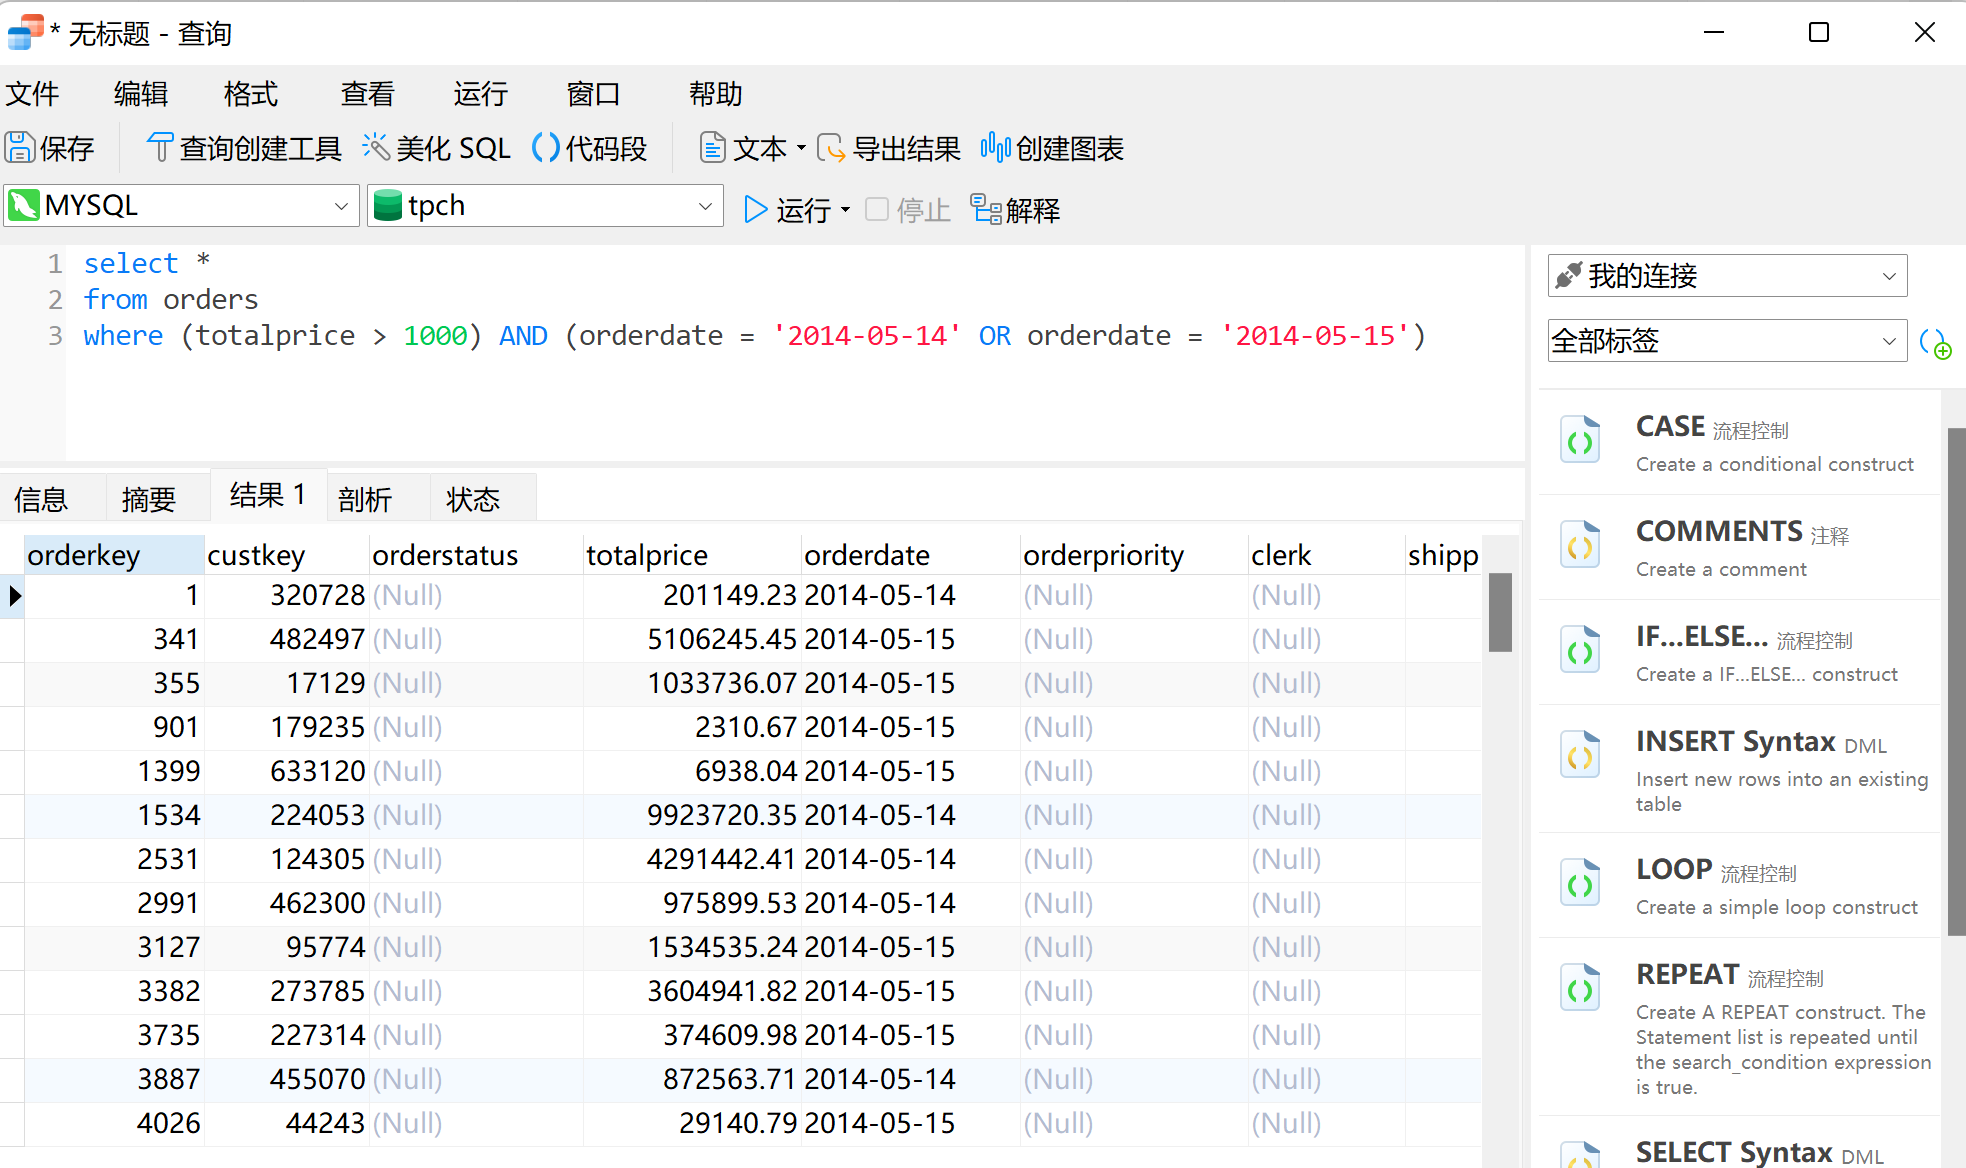 * 无标题 - 查询
文件 编辑 格式 查看 运行 窗口 帮助
保存 查询创建工具 美化 SQL 代码段 文本 导出结果 创建图表
MYSQL tpch 运行 停止 解释
1 select *
2 from orders
3 where (totalprice > 1000) AND (orderdate = '2014-05-14' OR orderdate = '2014-05-15')
信息 摘要 结果 1 剖析 状态
orderkey custkey orderstatus totalprice orderdate orderpriority clerk shipp
1 320728 (Null) 201149.23 2014-05-14 (Null) (Null)
341 482497 (Null) 5106245.45 2014-05-15 (Null) (Null)
355 17129 (Null) 1033736.07 2014-05-15 (Null) (Null)
901 179235 (Null) 2310.67 2014-05-15 (Null) (Null)
1399 633120 (Null) 6938.04 2014-05-15 (Null) (Null)
1534 224053 (Null) 9923720.35 2014-05-14 (Null) (Null)
2531 124305 (Null) 4291442.41 2014-05-14 (Null) (Null)
2991 462300 (Null) 975899.53 2014-05-14 (Null) (Null)
3127 95774 (Null) 1534535.24 2014-05-15 (Null) (Null)
3382 273785 (Null) 3604941.82 2014-05-15 (Null) (Null)
3735 227314 (Null) 374609.98 2014-05-15 (Null) (Null)
3887 455070 (Null) 872563.71 2014-05-14 (Null) (Null)
4026 44243 (Null) 29140.79 2014-05-15 (Null) (Null)
我的连接
全部标签
CASE 流程控制
Create a conditional construct
COMMENTS 注释
Create a comment
IF...ELSE... 流程控制
Create a IF...ELSE... construct
INSERT Syntax DML
Insert new rows into an existing
table
LOOP 流程控制
Create a simple loop construct
REPEAT 流程控制
Create A REPEAT construct. The
Statement list is repeated until
the search_condition expression
is true.
SELECT Syntax DML